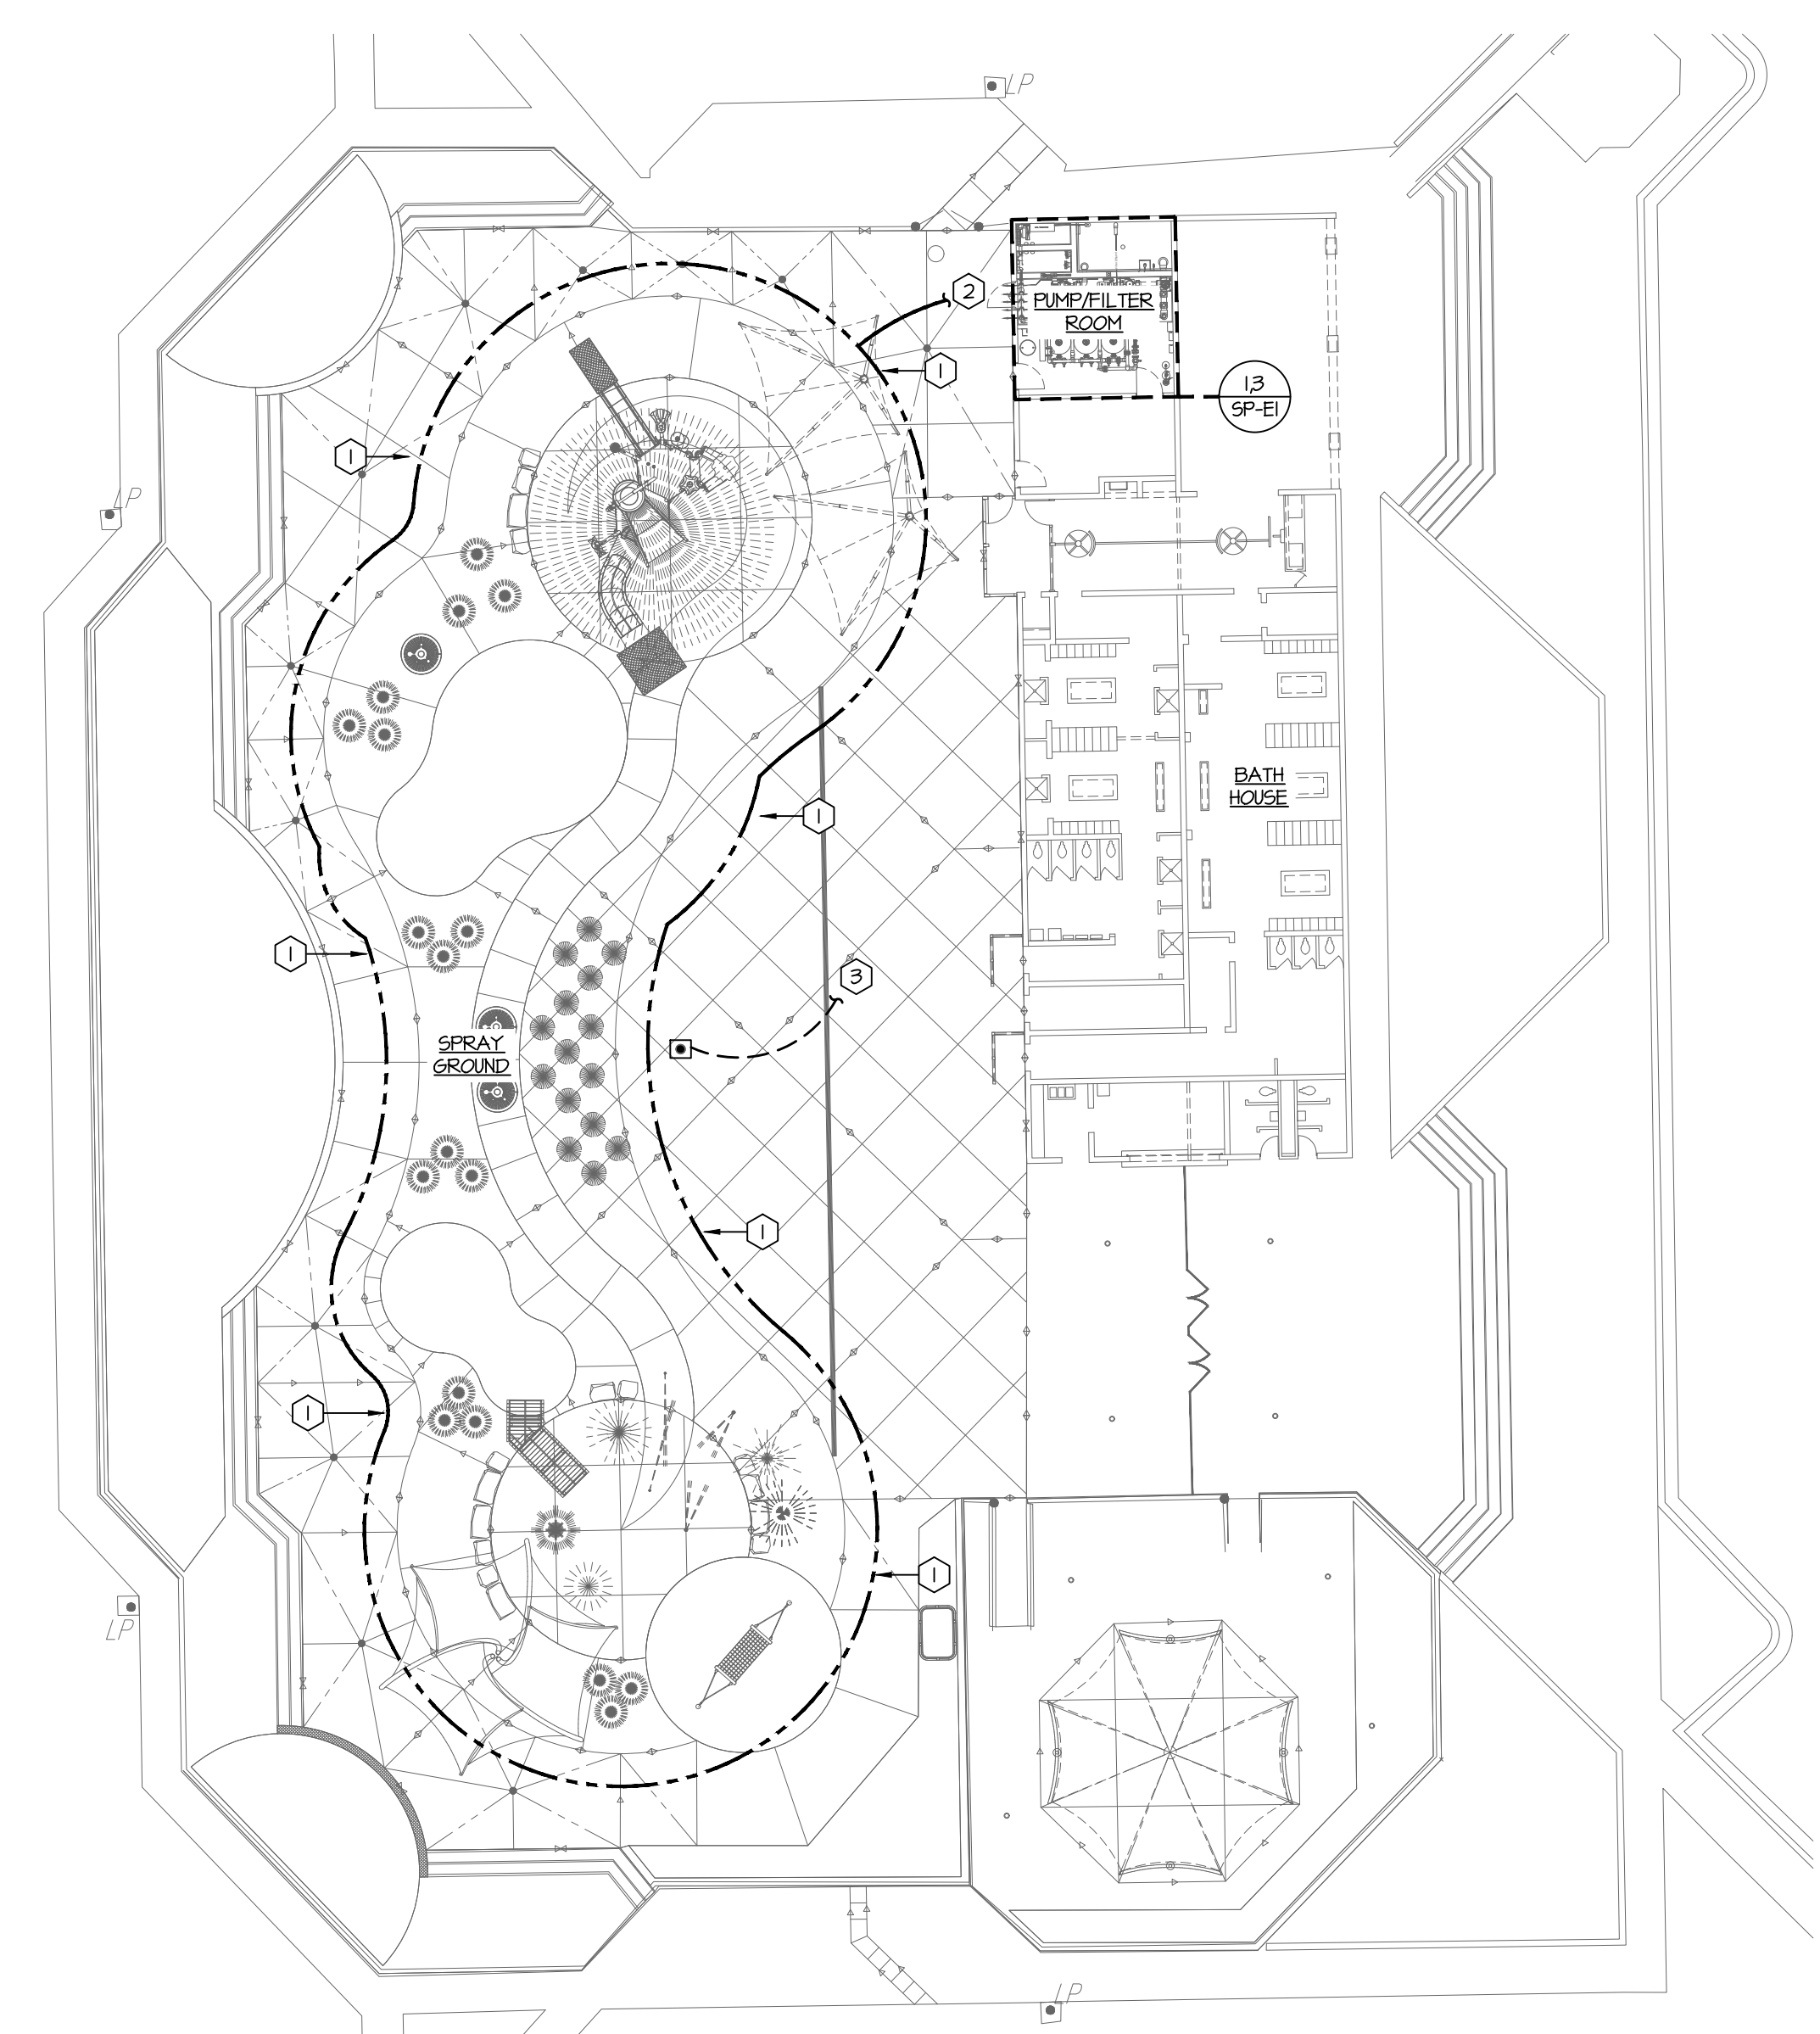 LP
2
PUMP/FILTER
ROOM
1
1,3
SP-E1
1
LP
BATH
HOUSE
1
1
3
SPRAY
GROUND
1
1
1
LP
LP